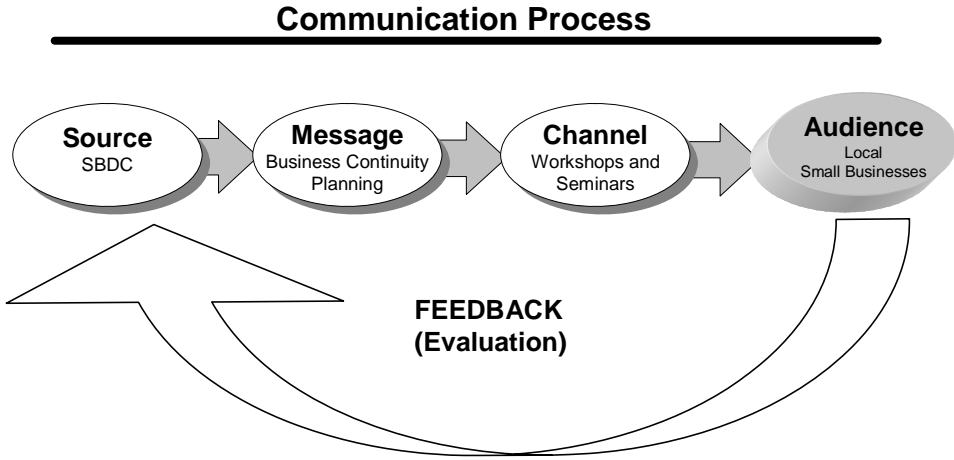 Communication Process
Source
SBDC
Message
Business Continuity
Planning
Channel
Workshops and
Seminars
Audience
Local
Small Businesses
FEEDBACK
(Evaluation)